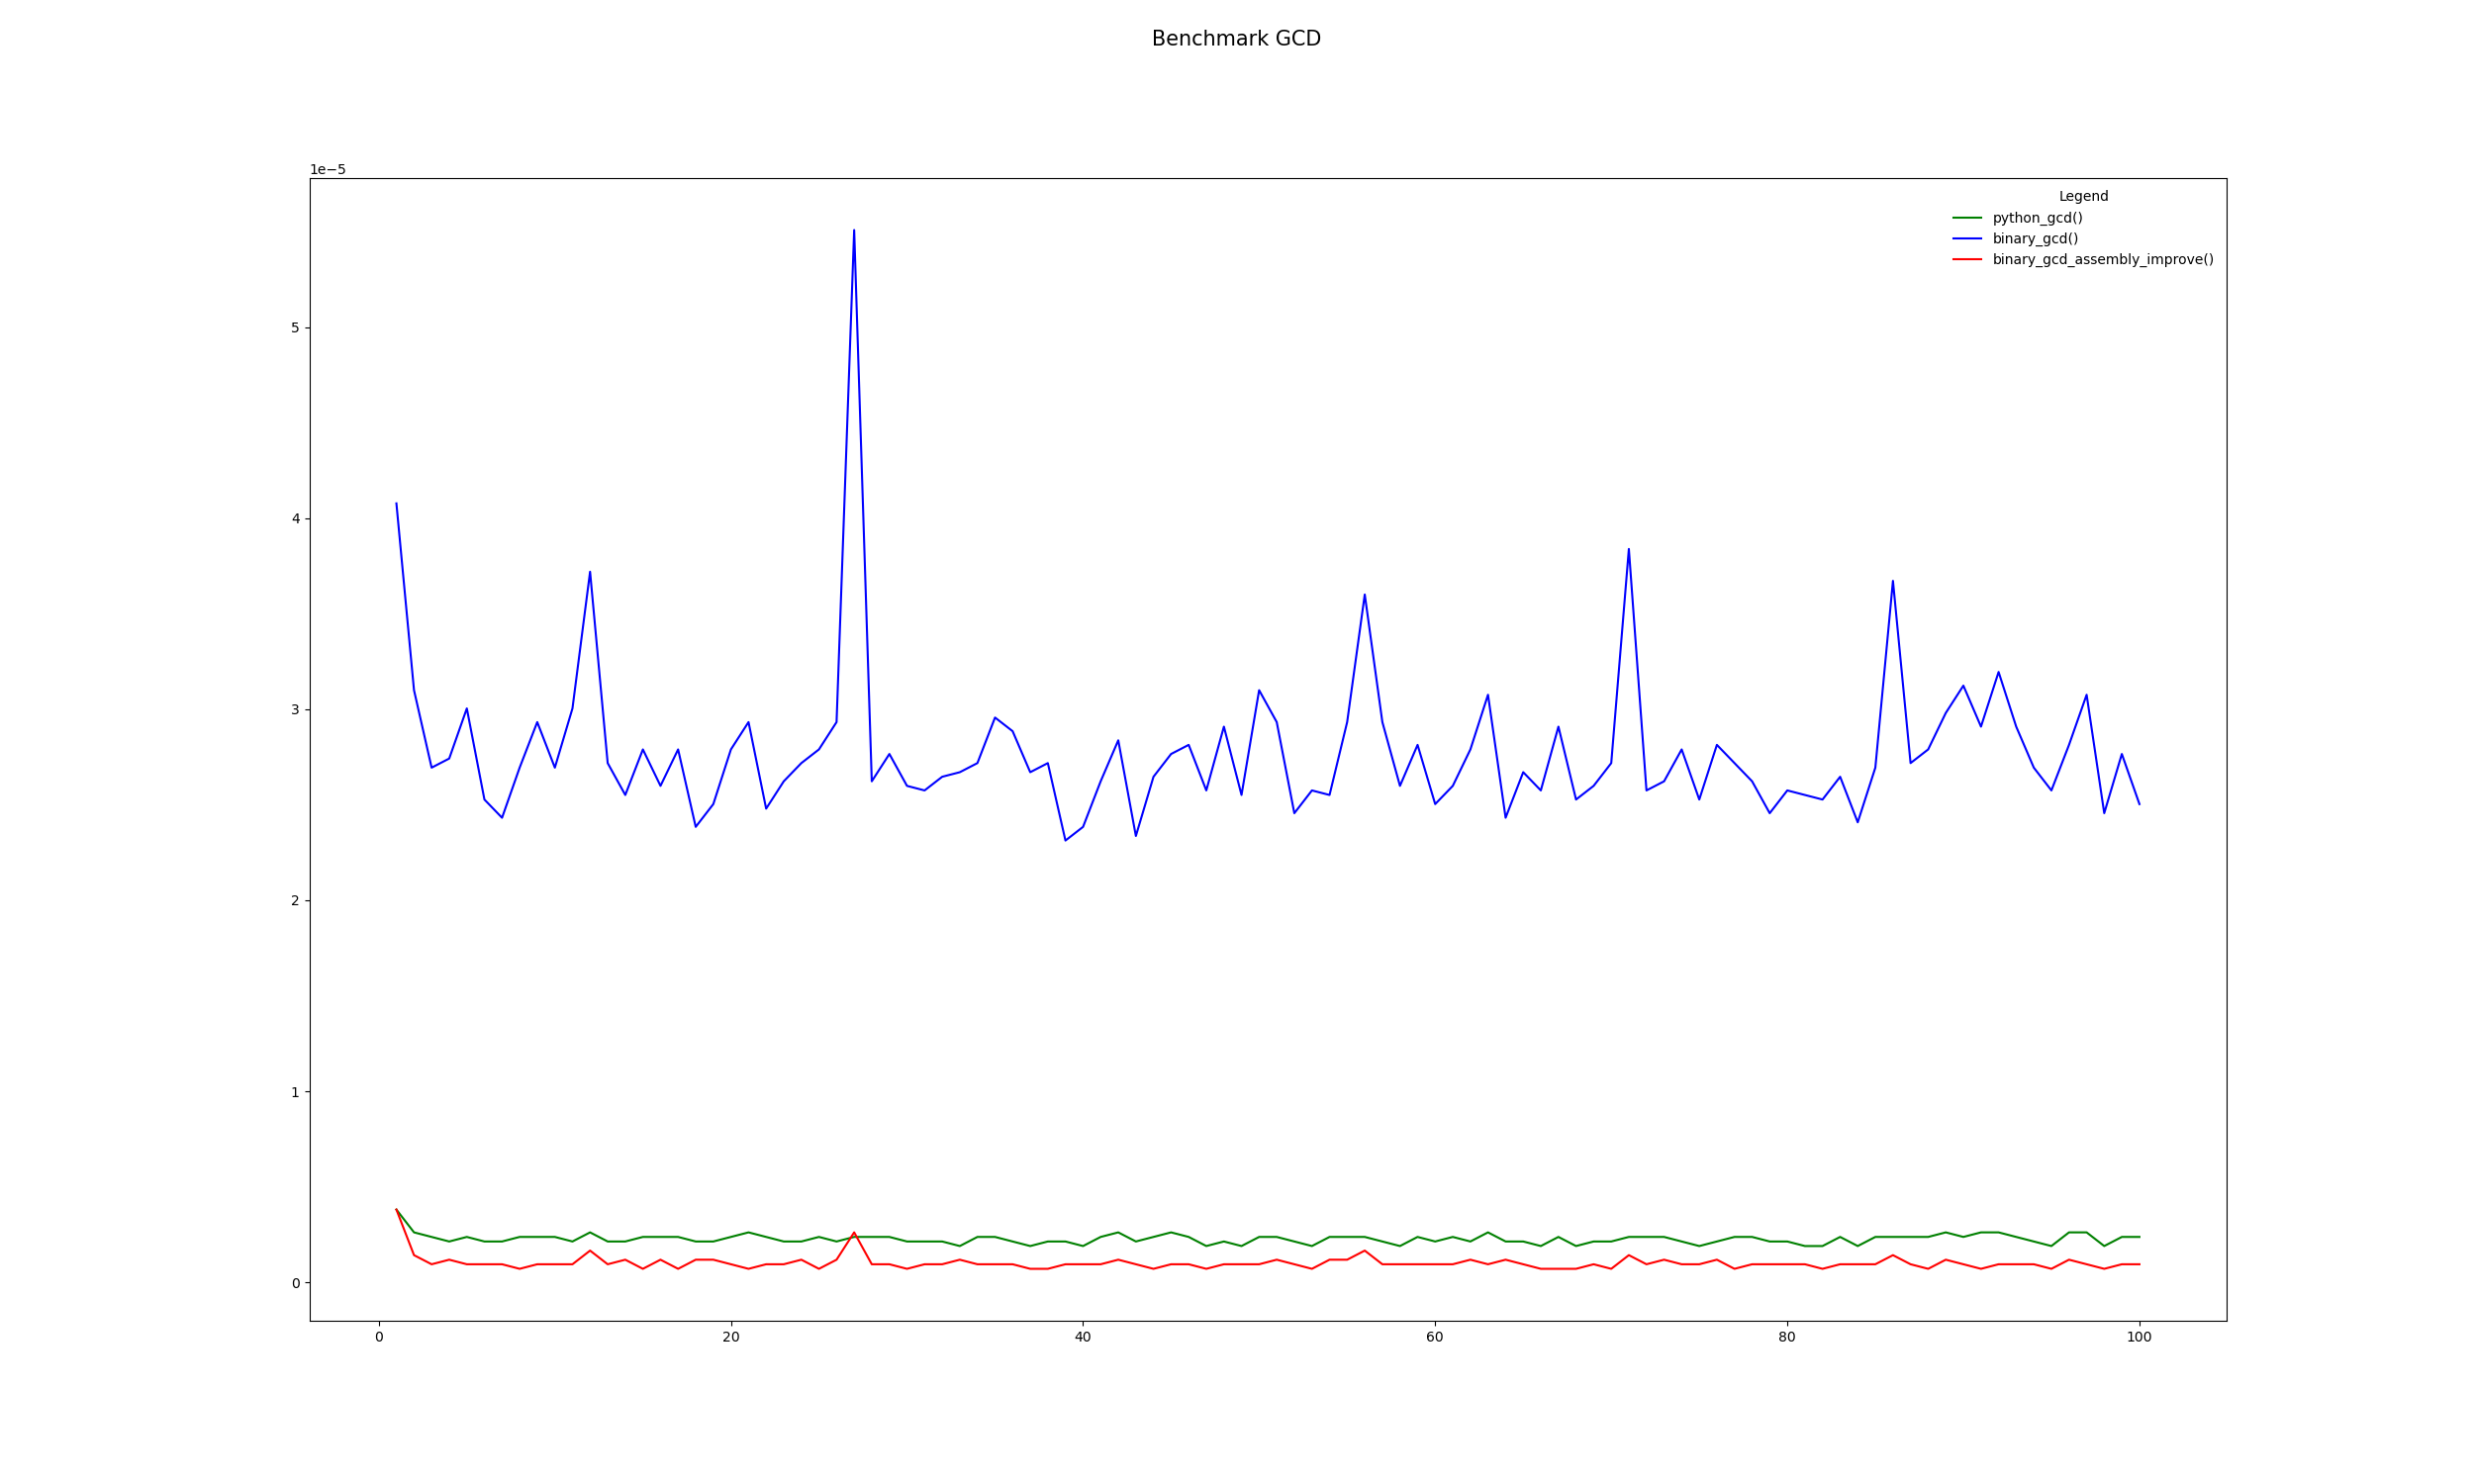 Benchmark GCD
1e−5
Legend
python_gcd()
binary_gcd()
binary_gcd_assembly_improve()
5
4
3
2
1
0
0 20 40 60 80 100